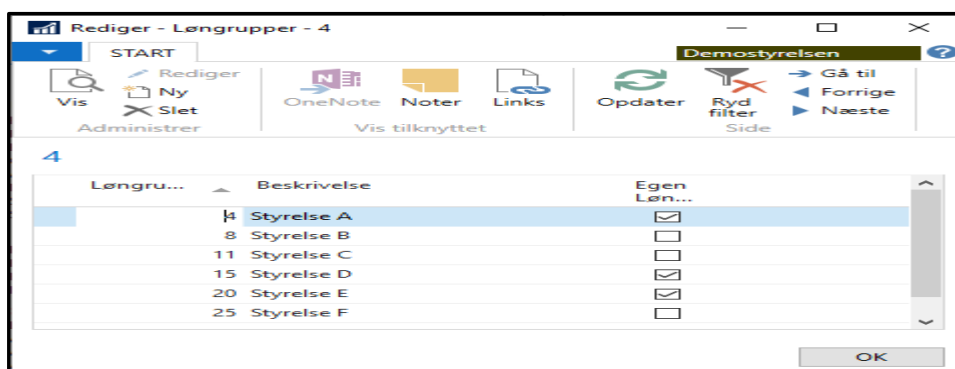 Rediger - Løngrupper - 4
START
Demostyrelsen
?
Vis
Rediger
Ny
Slet
OneNote
Noter
Links
Opdater
Ryd
filter
Gå til
Forrige
Næste
Administrer
Vis tilknyttet
Side
4
Løngru... Beskrivelse Egen
Løn...
4 Styrelse A
8 Styrelse B
11 Styrelse C
15 Styrelse D
20 Styrelse E
25 Styrelse F
OK